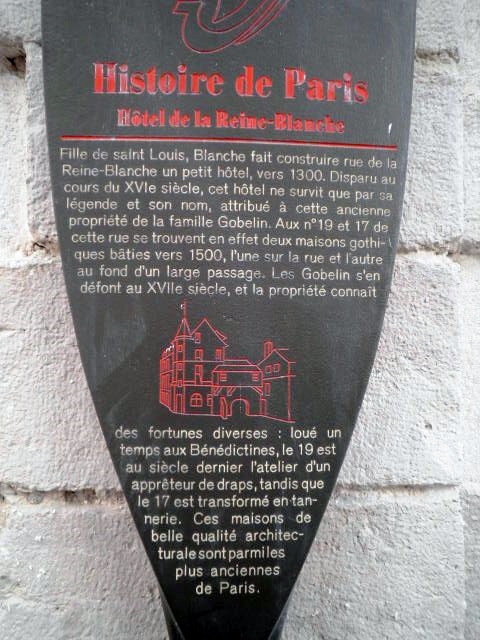 Histoire de Paris
Hôtel de la Reine-Blanche
Fille de saint Louis, Blanche fait construire rue de la
Reine-Blanche un petit hôtel, vers 1300. Disparu au
cours du XVIe siècle, cet hôtel ne survit que par sa
légende et son nom, attribué à cette ancienne
propriété de la famille Gobelin. Aux n°19 et 17 de
cette rue se trouvent en effet deux maisons gothi-
ques bâties vers 1500, l'une sur la rue et l'autre
au fond d'un large passage. Les Gobelin s'en
défont au XVIIe siècle, et la propriété connaît
des fortunes diverses : loué un
temps aux Bénédictines, le 19 est
au siècle dernier l'atelier d'un
apprêteur de draps, tandis que
le 17 est transformé en tan-
nerie. Ces maisons de
belle qualité architec-
turale sont parmi les
plus anciennes
de Paris.